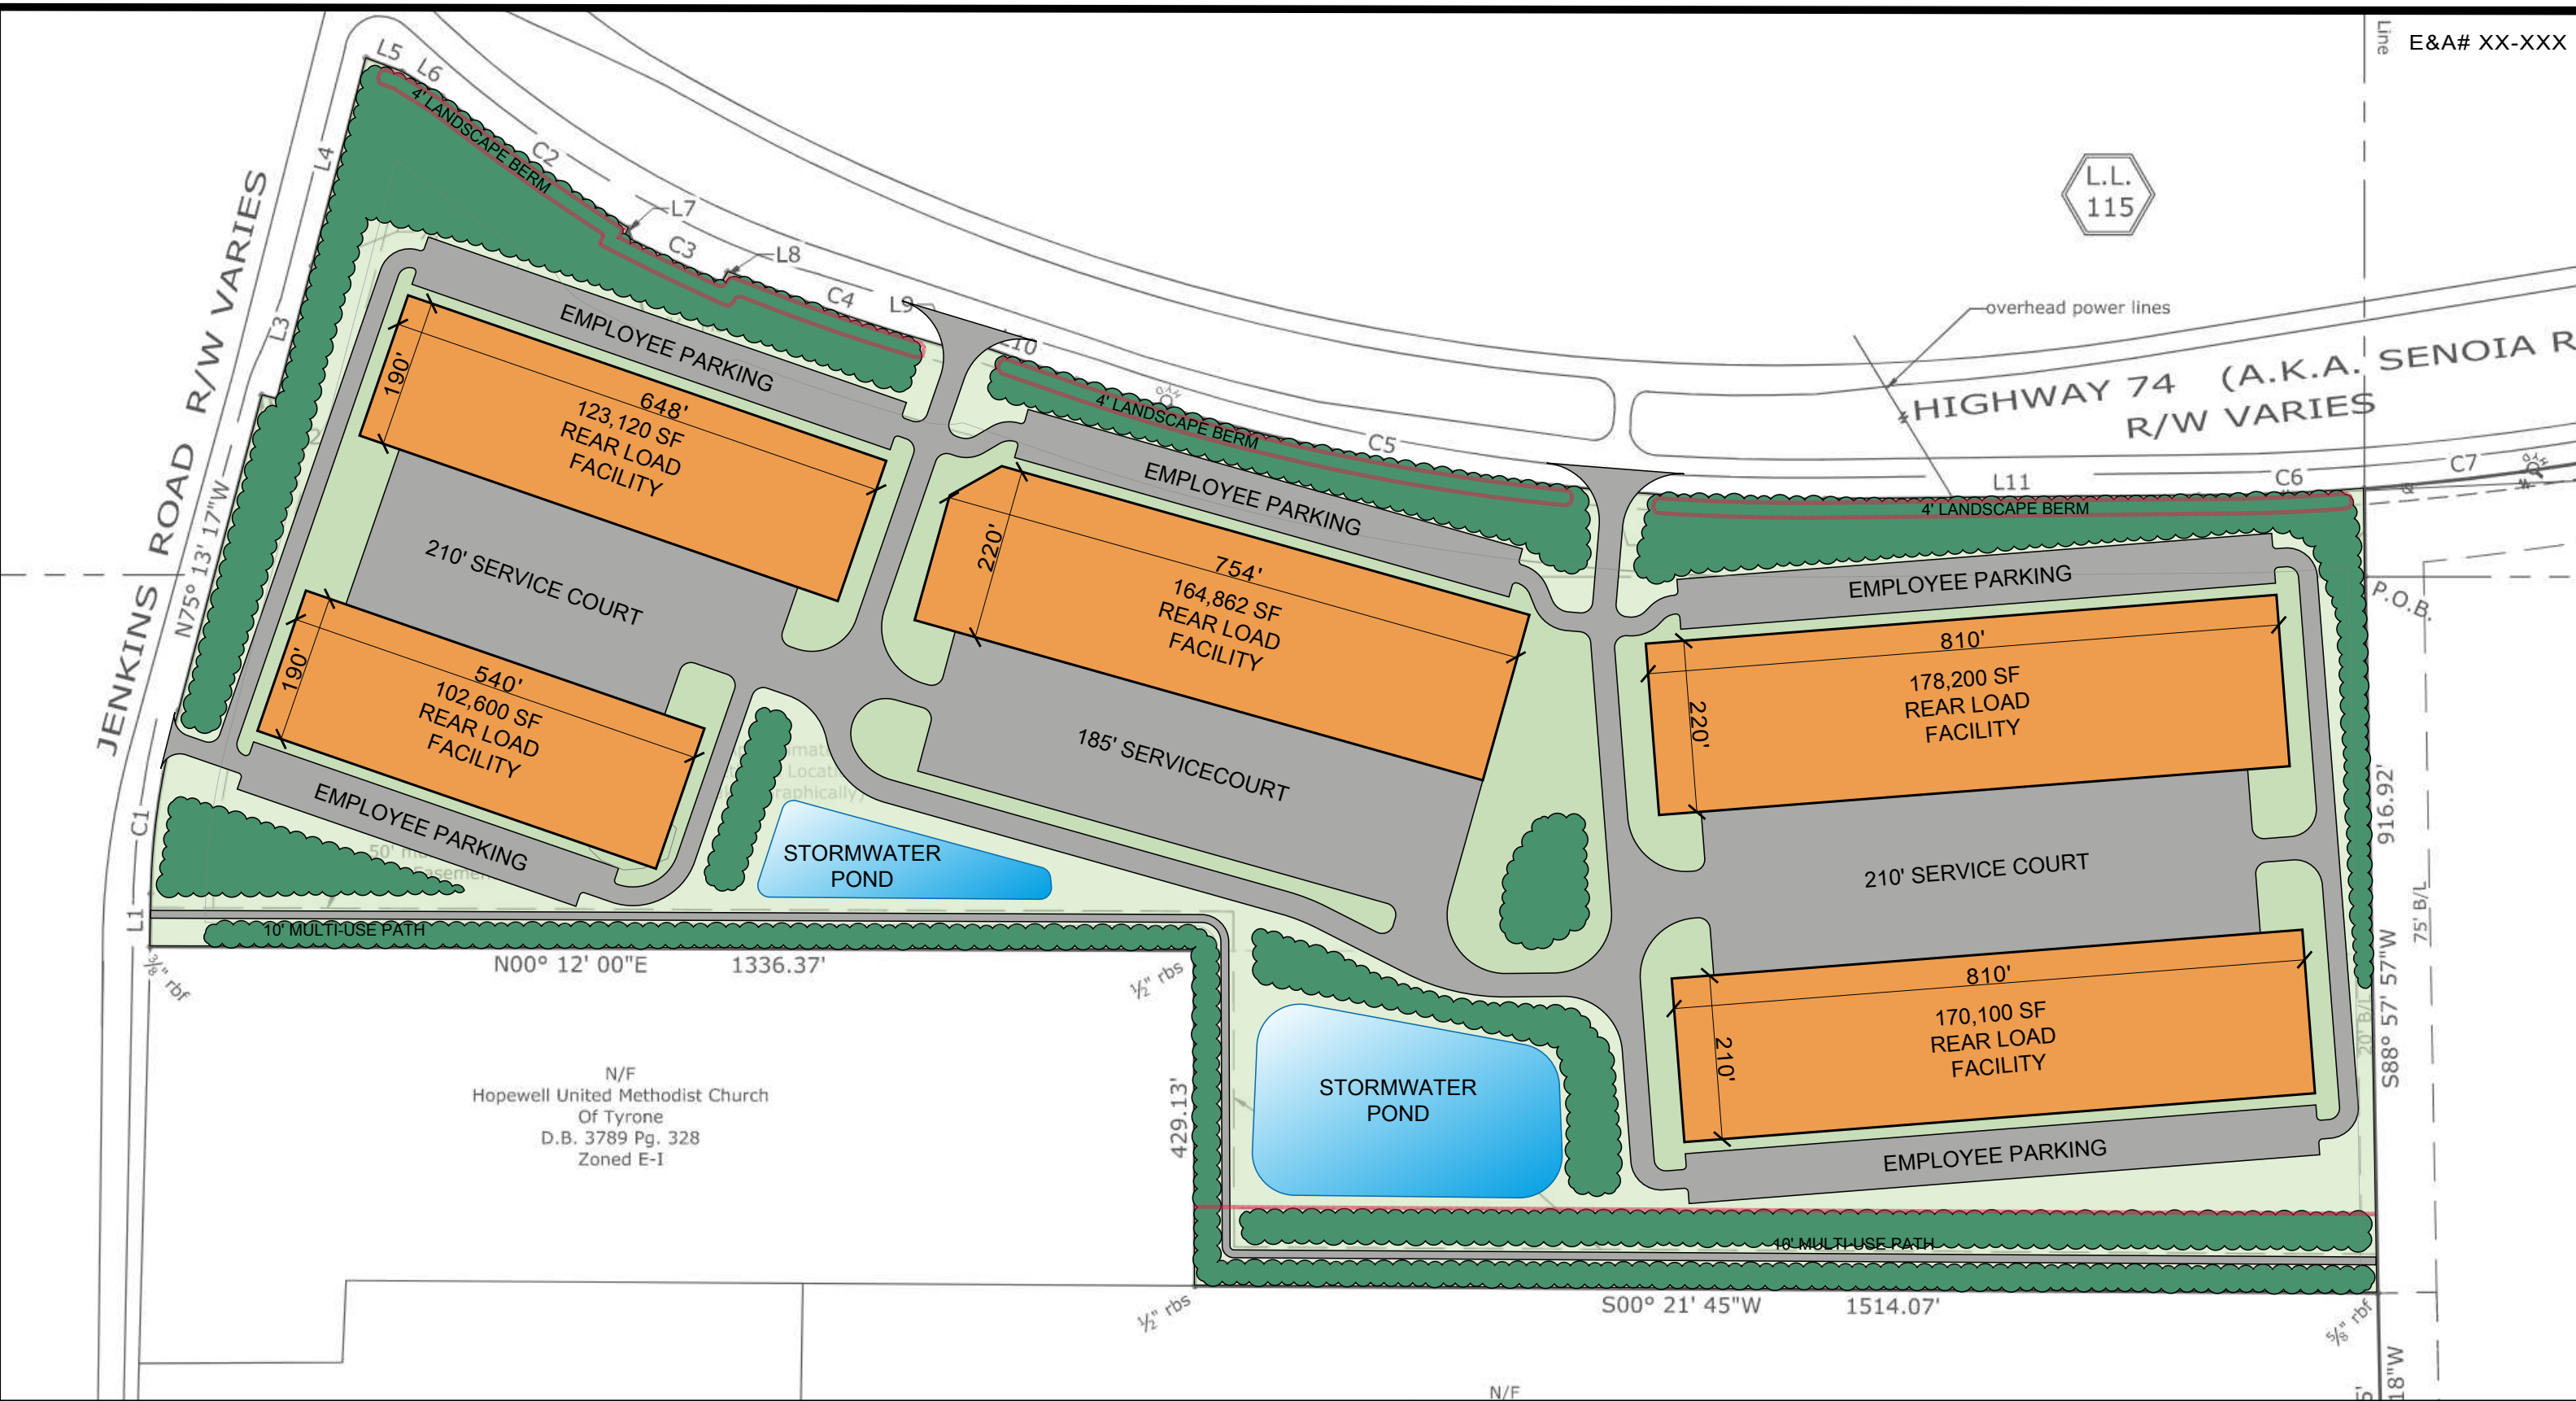 Line
E&A# XX-XXX
L5
L6
4' LANDSCAPE BERM
C2
L4
L7
C3
L8
C4
L9
L10
L3
JENKINS ROAD R/W VARIES
N75° 13' 17"W
L.L.
115
overhead power lines
HIGHWAY 74 (A.K.A. SENOIA R
R/W VARIES
EMPLOYEE PARKING
190'
648'
123,120 SF
REAR LOAD
FACILITY
4' LANDSCAPE BERM
C5
EMPLOYEE PARKING
L11
C6
C7
4' LANDSCAPE BERM
EMPLOYEE PARKING
P.O.B.
210' SERVICE COURT
220'
754'
164,862 SF
REAR LOAD
FACILITY
810'
178,200 SF
REAR LOAD
FACILITY
220'
190'
540'
102,600 SF
REAR LOAD
FACILITY
185' SERVICECOURT
EMPLOYEE PARKING
C1
L1
STORMWATER
POND
210' SERVICE COURT
916.92'
75' B/L
S88° 57' 57"W
20' B/L
10' MULTI-USE PATH
N00° 12' 00"E 1336.37'
3/8" rbf
1/2" rbs
810'
170,100 SF
REAR LOAD
FACILITY
210'
N/F
Hopewell United Methodist Church
Of Tyrone
D.B. 3789 Pg. 328
Zoned E-I
429.13'
STORMWATER
POND
EMPLOYEE PARKING
10' MULTI-USE PATH
1/2" rbs
S00° 21' 45"W 1514.07'
5/8" rbf
18"W
N/F